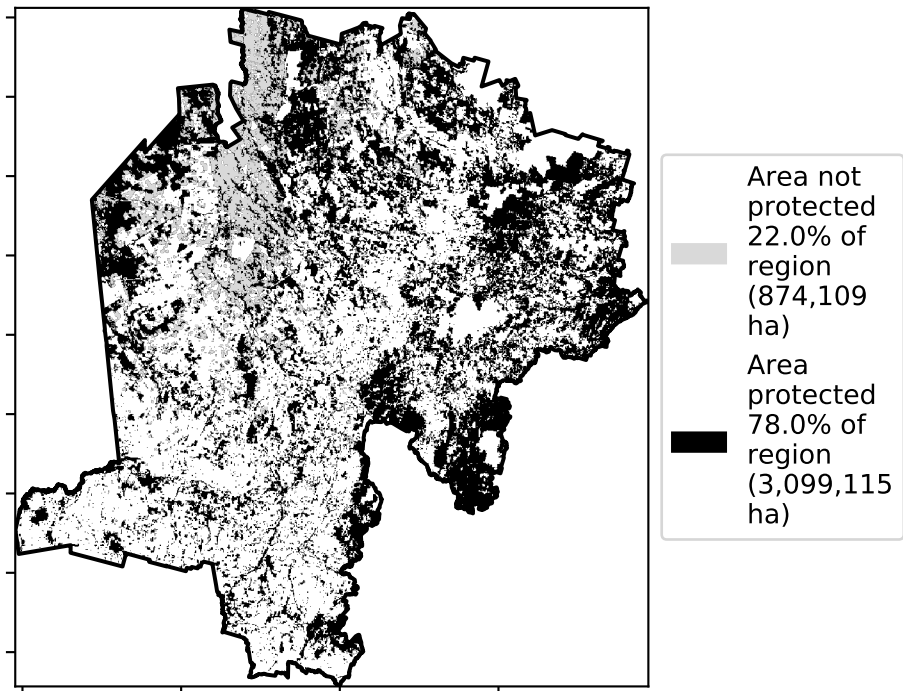 Area not
protected
22.0% of
region
(874,109
ha)
Area
protected
78.0% of
region
(3,099,115
ha)